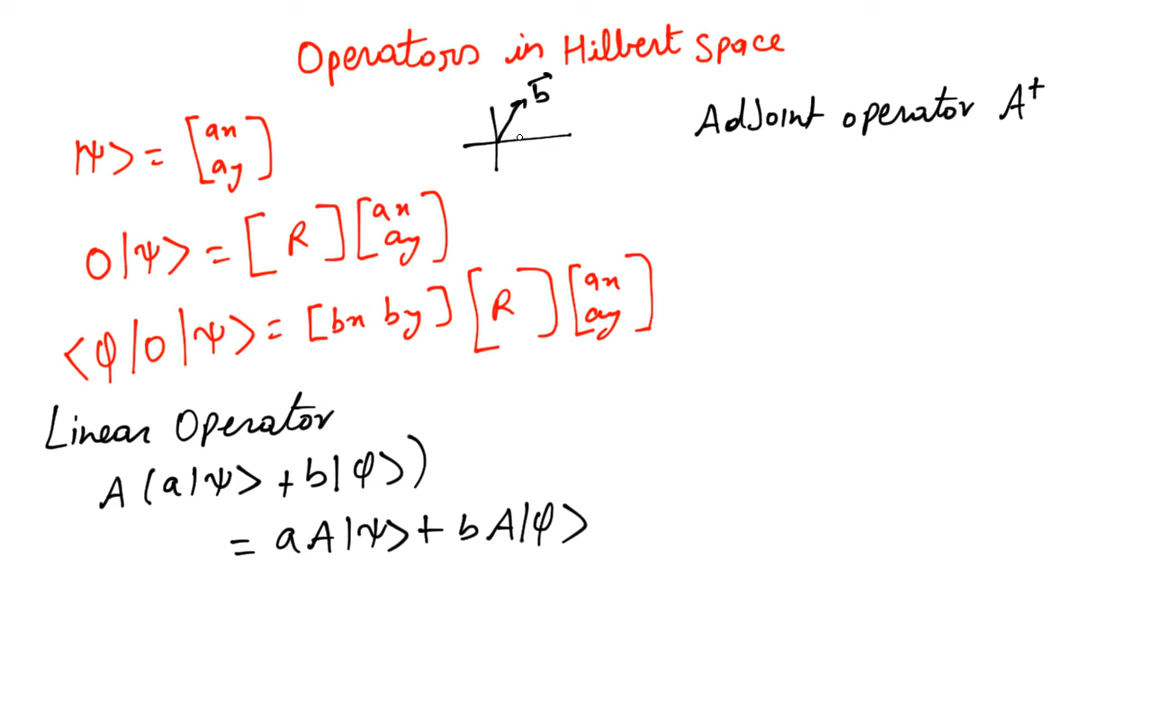 Operators in Hilbert Space
b⃗
Adjoint operator A†
|ψ> = [ax ay]
O|ψ> = [R] [ax ay]
<φ|O|ψ> = [bx by] [R] [ax ay]
Linear Operator
A (a|ψ> + b|φ>)
= aA|ψ> + bA|φ>